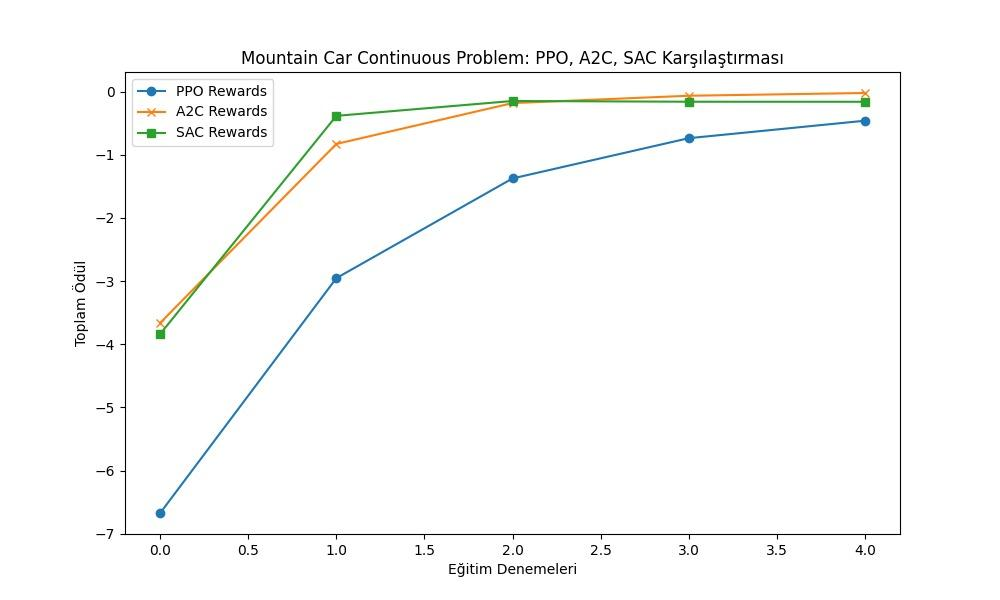 Mountain Car Continuous Problem: PPO, A2C, SAC Karşılaştırması
PPO Rewards
A2C Rewards
SAC Rewards
Toplam Ödül
0
−1
−2
−3
−4
−5
−6
−7
0.0 0.5 1.0 1.5 2.0 2.5 3.0 3.5 4.0
Eğitim Denemeleri